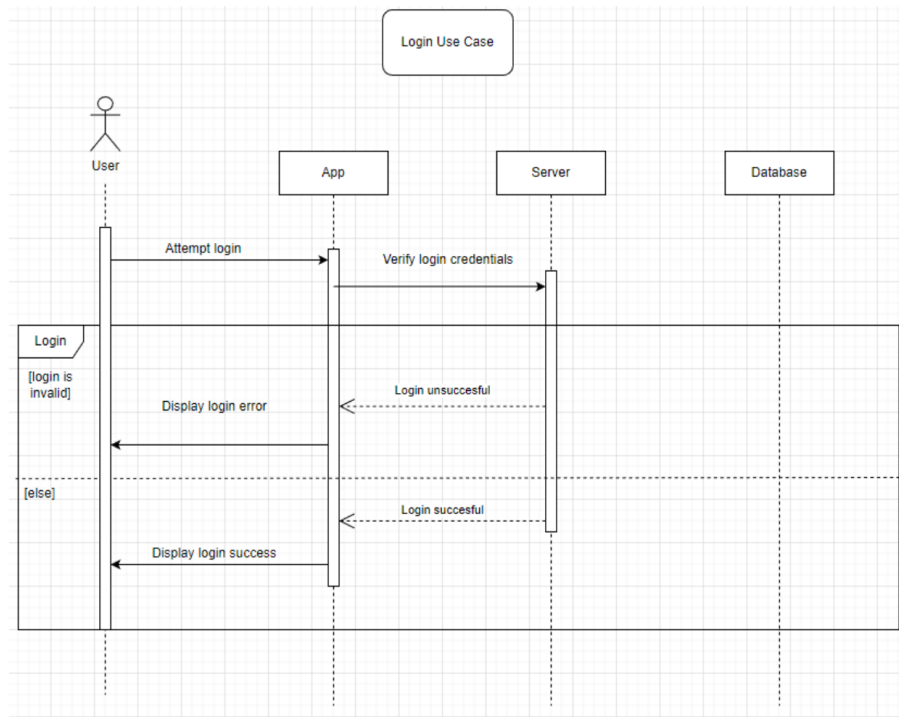 Login Use Case
User
App
Server
Database
Attempt login
Verify login credentials
Login
[login is
invalid]
Login unsuccesful
Display login error
[else]
Login succesful
Display login success